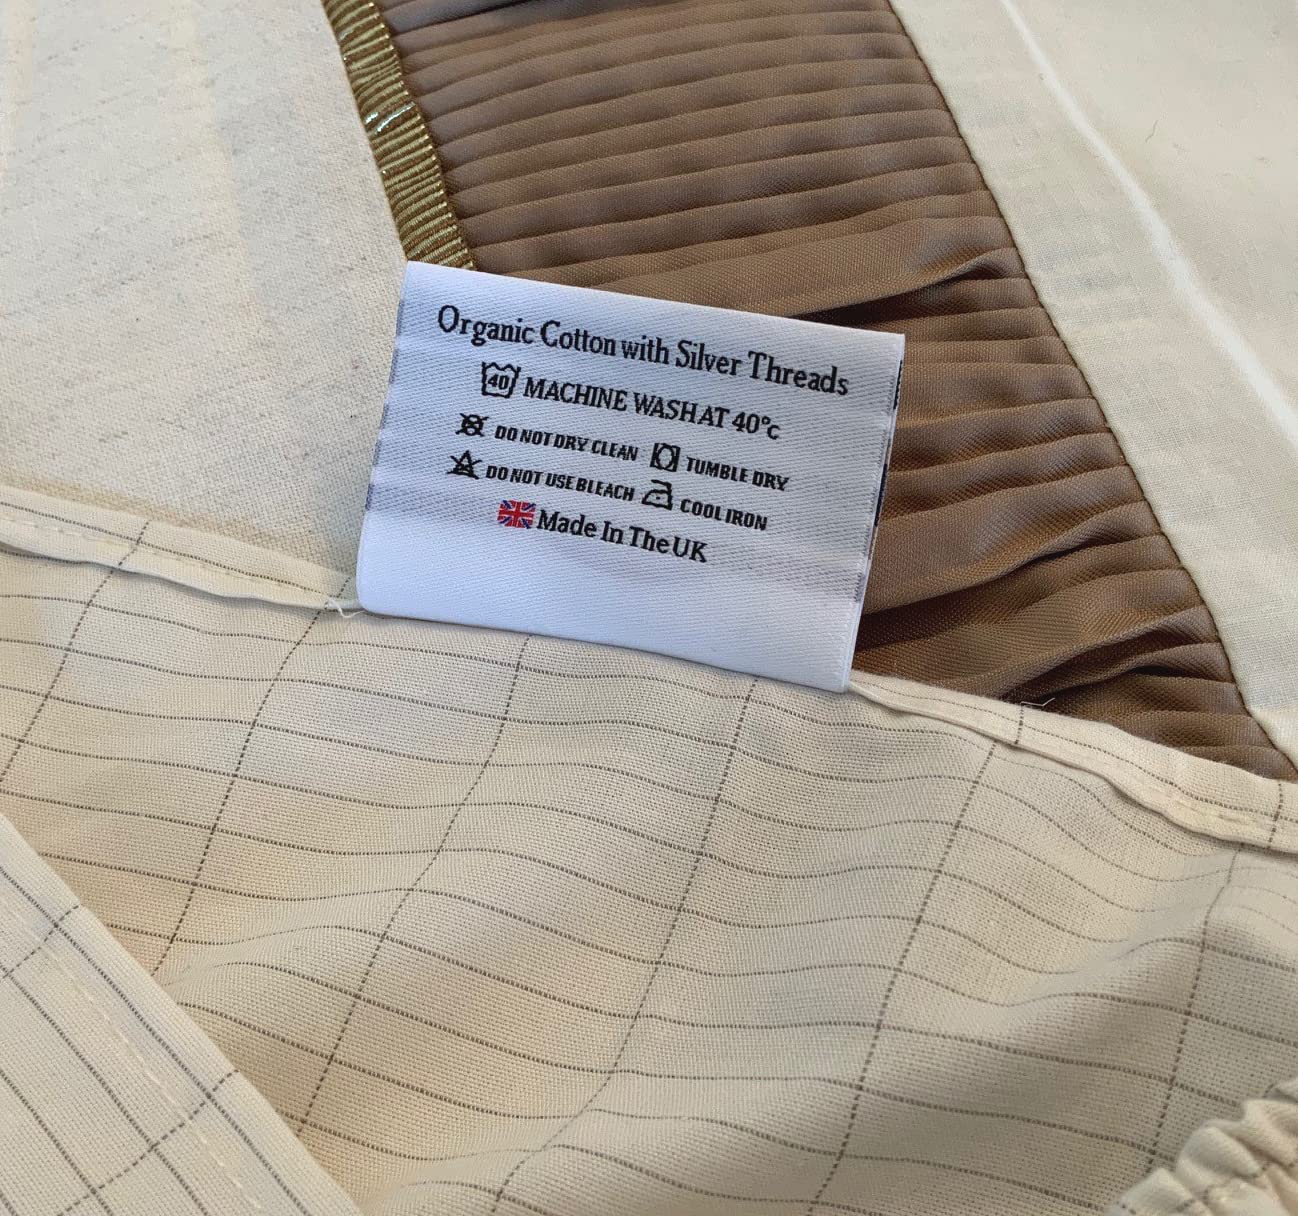 Organic Cotton with Silver Threads
40 MACHINE WASH AT 40°c
DO NOT DRY CLEAN TUMBLE DRY
DO NOT USE BLEACH COOL IRON
Made In The UK